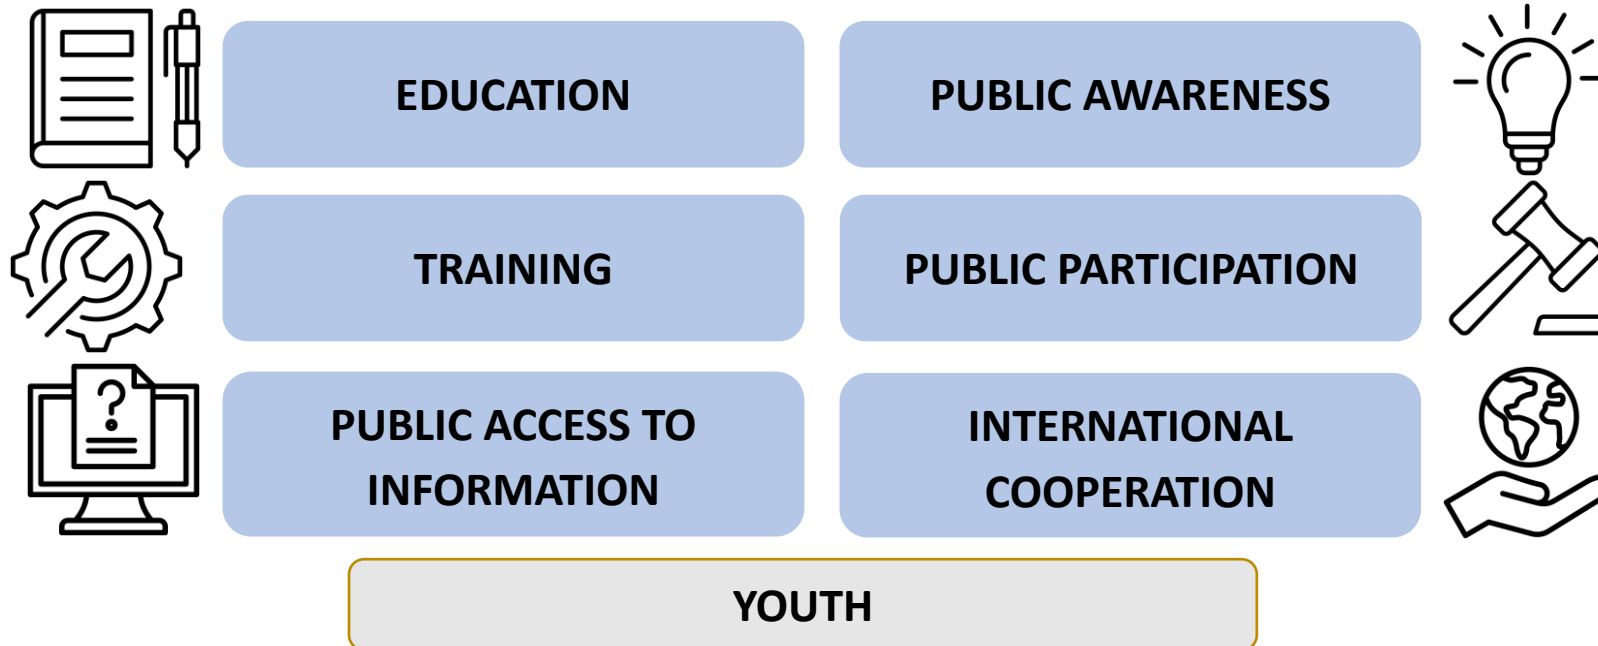 EDUCATION
PUBLIC AWARENESS
TRAINING
PUBLIC PARTICIPATION
PUBLIC ACCESS TO
INFORMATION
INTERNATIONAL
COOPERATION
YOUTH
?